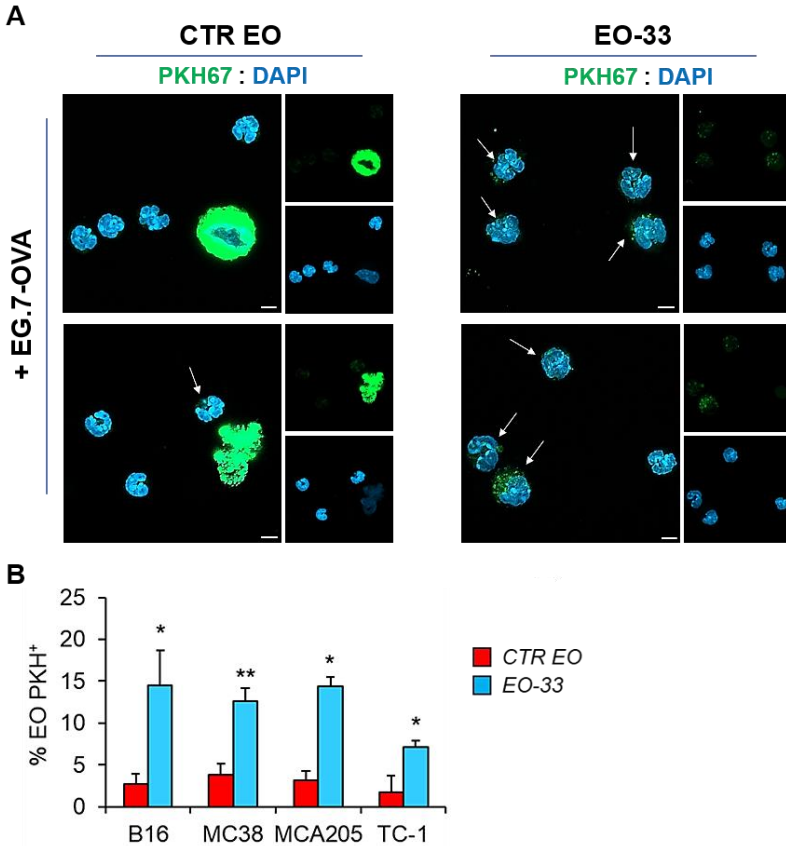 A
CTR EO
EO-33
PKH67 : DAPI
PKH67 : DAPI
+ EG.7-OVA
B
25
20
15
10
5
0
% EO PKH+
*
**
*
*
B16
MC38
MCA205
TC-1
CTR EO
EO-33